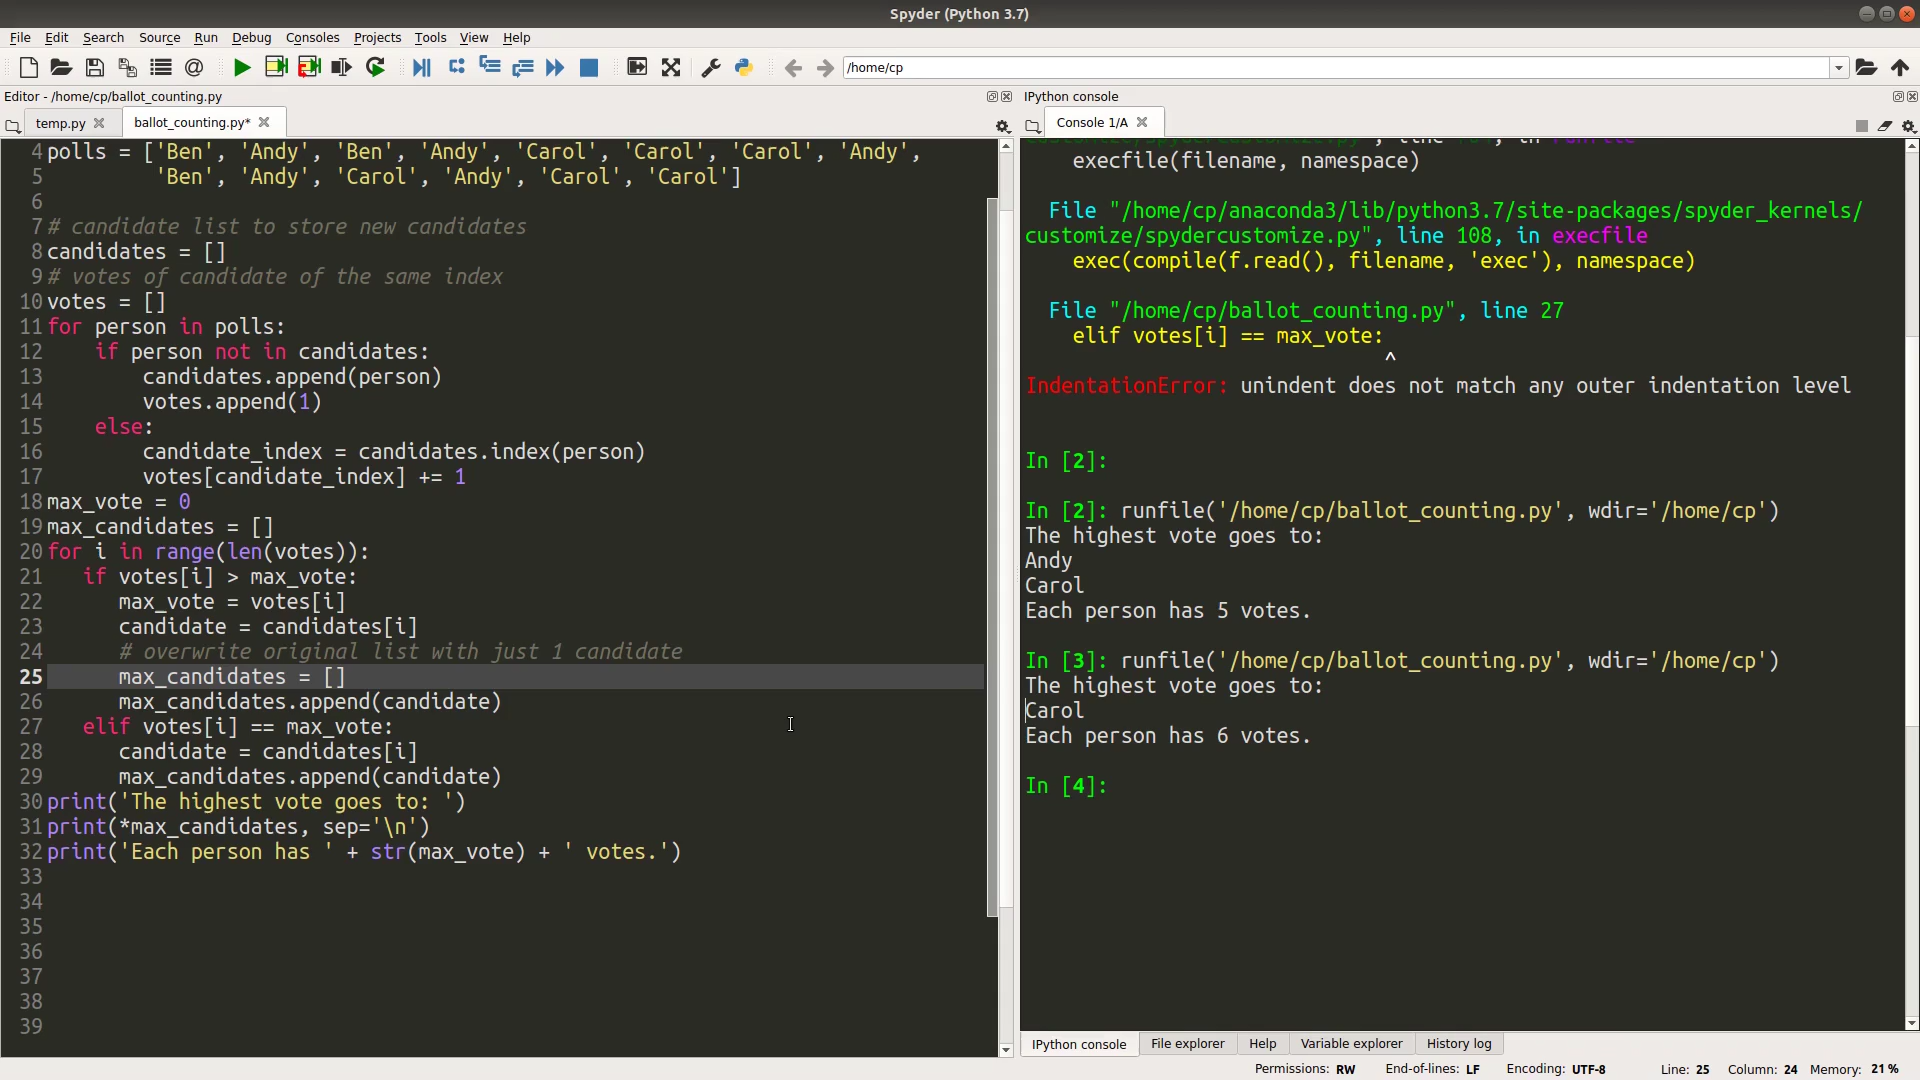 Spyder (Python 3.7)
File Edit Search Source Run Debug Consoles Projects Tools View Help
/home/cp
Editor - /home/cp/ballot_counting.py
temp.py
ballot_counting.py*
4 polls = ['Ben', 'Andy', 'Ben', 'Andy', 'Carol', 'Carol', 'Carol', 'Andy',
5          'Ben', 'Andy', 'Carol', 'Andy', 'Carol', 'Carol']
6
7 # candidate list to store new candidates
8 candidates = []
9 # votes of candidate of the same index
10 votes = []
11 for person in polls:
12     if person not in candidates:
13         candidates.append(person)
14         votes.append(1)
15     else:
16         candidate_index = candidates.index(person)
17         votes[candidate_index] += 1
18 max_vote = 0
19 max_candidates = []
20 for i in range(len(votes)):
21    if votes[i] > max_vote:
22       max_vote = votes[i]
23       candidate = candidates[i]
24       # overwrite original list with just 1 candidate
25       max_candidates = []
26       max_candidates.append(candidate)
27    elif votes[i] == max_vote:
28       candidate = candidates[i]
29       max_candidates.append(candidate)
30 print('The highest vote goes to: ')
31 print(*max_candidates, sep='\n')
32 print('Each person has ' + str(max_vote) + ' votes.')
33
34
35
36
37
38
39
IPython console
Console 1/A
execfile(filename, namespace)
File "/home/cp/anaconda3/lib/python3.7/site-packages/spyder_kernels/
customize/spydercustomize.py", line 108, in execfile
exec(compile(f.read(), filename, 'exec'), namespace)
File "/home/cp/ballot_counting.py", line 27
elif votes[i] == max_vote:
^
IndentationError: unindent does not match any outer indentation level
In [2]:
In [2]: runfile('/home/cp/ballot_counting.py', wdir='/home/cp')
The highest vote goes to:
Andy
Carol
Each person has 5 votes.
In [3]: runfile('/home/cp/ballot_counting.py', wdir='/home/cp')
The highest vote goes to:
Carol
Each person has 6 votes.
In [4]:
IPython console File explorer Help Variable explorer History log
Permissions: RW End-of-lines: LF Encoding: UTF-8 Line: 25 Column: 24 Memory: 21 %